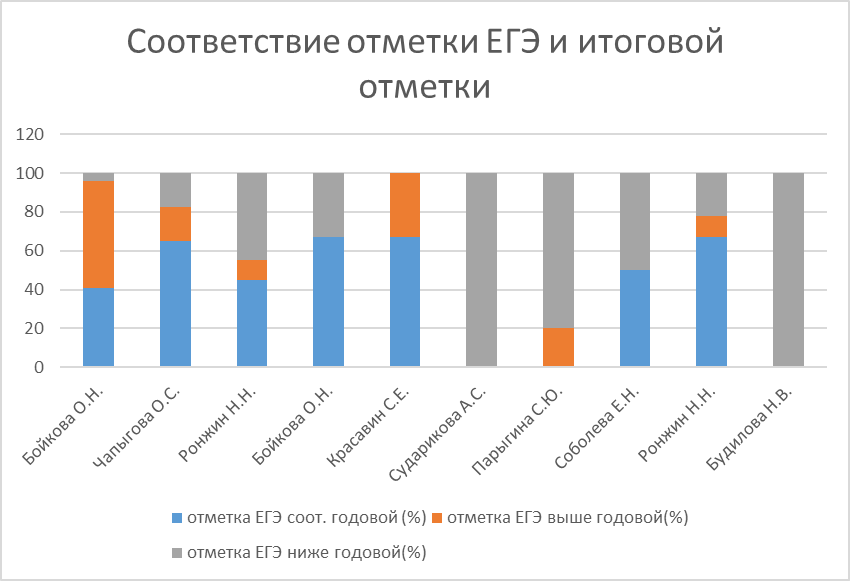 Соответствие отметки ЕГЭ и итоговой
отметки
120
100
80
60
40
20
0
Бойкова О.Н.
Чапыгова О.С.
Ронжин Н.Н.
Бойкова О.Н.
Красавин С.Е.
Сударикова А.С.
Парыгина С.Ю.
Соболева Е.Н.
Ронжин Н.Н.
Будилова Н.В.
отметка ЕГЭ соот. годовой (%) отметка ЕГЭ выше годовой(%)
отметка ЕГЭ ниже годовой(%)